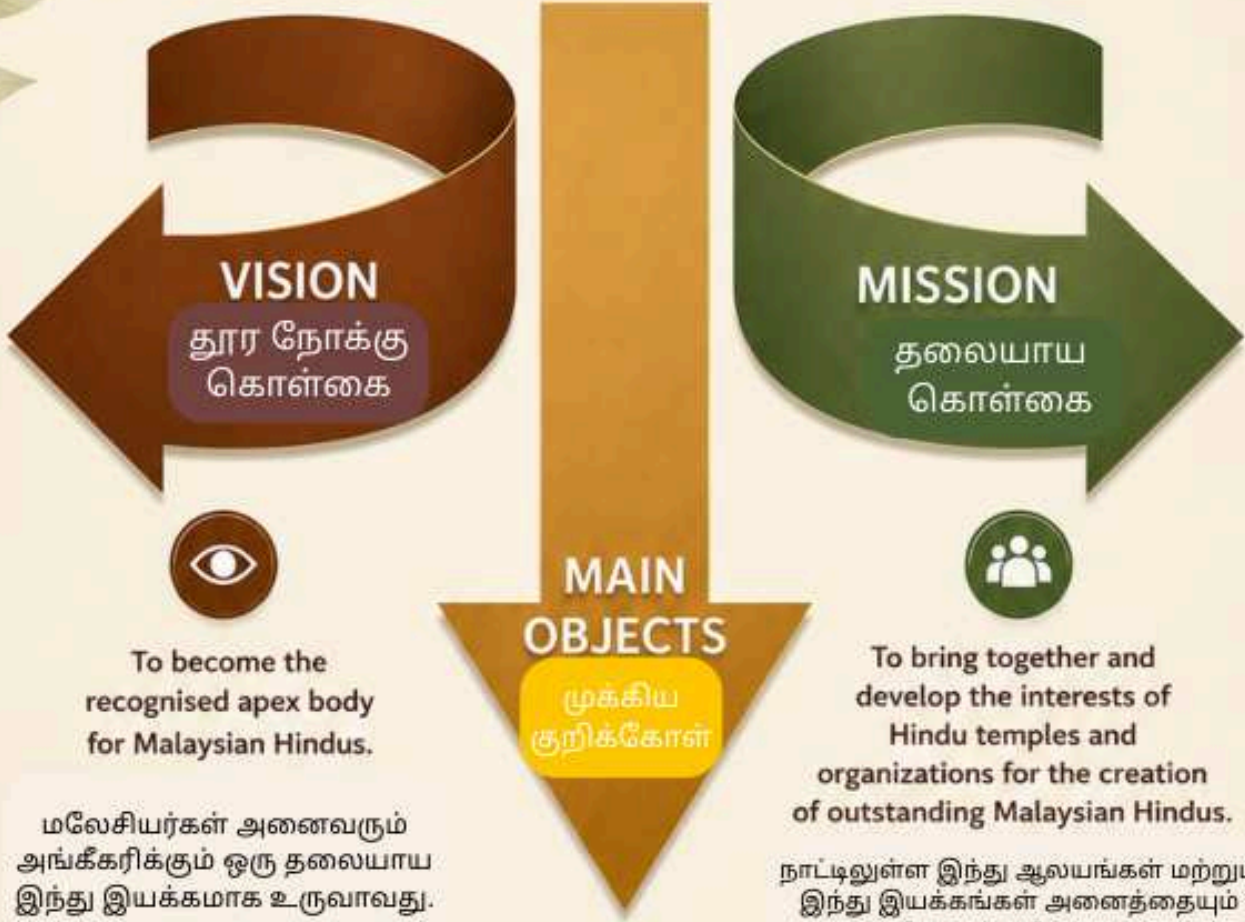 VISION
தூர நோக்கு
கொள்கை
To become the
recognised apex body
for Malaysian Hindus.
மலேசியர்கள் அனைவரும்
அங்கீகரிக்கும் ஒரு தலையாய
இந்து இயக்கமாக உருவாவது.
MAIN
OBJECTS
முக்கிய
குறிக்கோள்
MISSION
தலையாய
கொள்கை
To bring together and
develop the interests of
Hindu temples and
organizations for the creation
of outstanding Malaysian Hindus.
நாட்டிலுள்ள இந்து ஆலயங்கள்
இந்து இயக்கங்கள் அனைத்தையும்